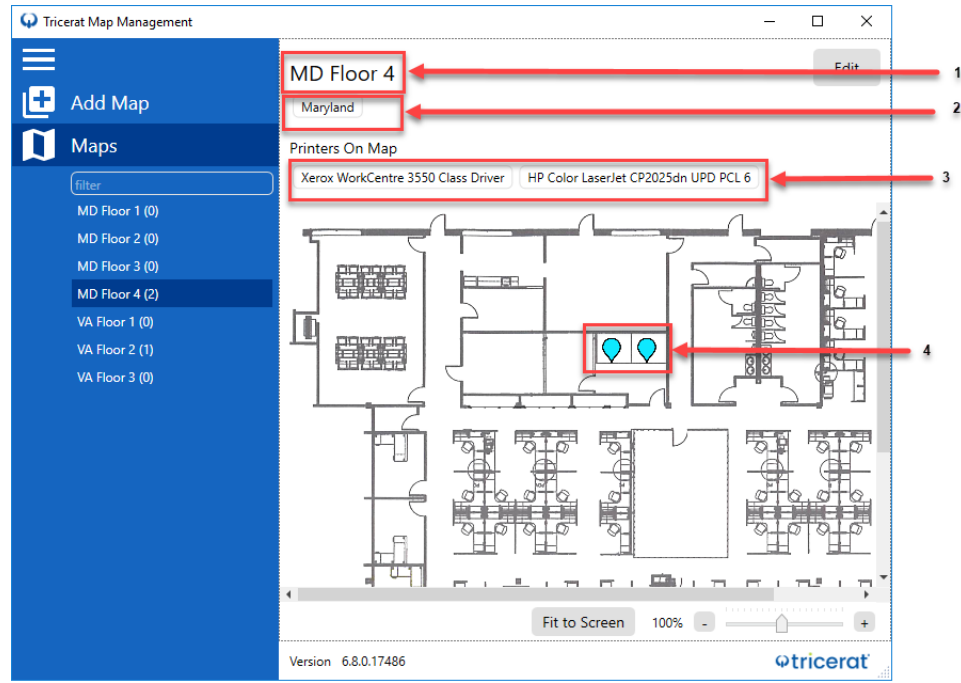 Tricerat Map Management
MD Floor 4
Edit
1
Add Map
Maryland
2
Maps
Printers On Map
Xerox WorkCentre 3550 Class Driver
HP Color LaserJet CP2025dn UPD PCL 6
3
filter
MD Floor 1 (0)
MD Floor 2 (0)
MD Floor 3 (0)
MD Floor 4 (2)
VA Floor 1 (0)
VA Floor 2 (1)
VA Floor 3 (0)
4
Fit to Screen
100%
-
+
Version 6.8.0.17486
tricerat